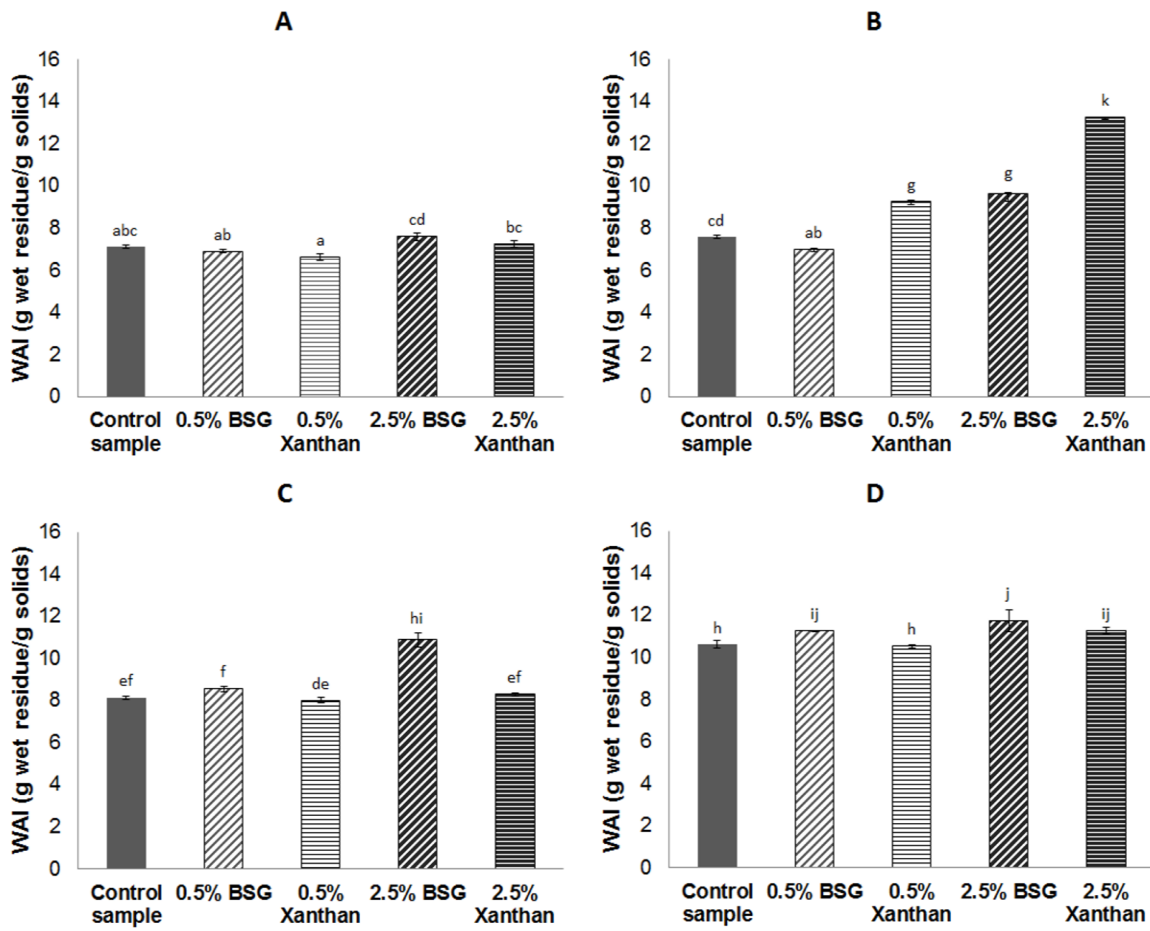 A
WAI (g wet residue/g solids)
16
14
12
10
8
6
4
2
0
abc
ab
a
cd
bc
Control
sample
0.5% BSG
0.5%
Xanthan
2.5% BSG
2.5%
Xanthan
B
WAI (g wet residue/g solids)
16
14
12
10
8
6
4
2
0
cd
ab
g
g
k
Control
sample
0.5% BSG
0.5%
Xanthan
2.5% BSG
2.5%
Xanthan
C
WAI (g wet residue/g solids)
16
14
12
10
8
6
4
2
0
ef
f
de
hi
ef
Control
sample
0.5% BSG
0.5%
Xanthan
2.5% BSG
2.5%
Xanthan
D
WAI (g wet residue/g solids)
16
14
12
10
8
6
4
2
0
h
ij
h
j
ij
Control
sample
0.5% BSG
0.5%
Xanthan
2.5% BSG
2.5%
Xanthan